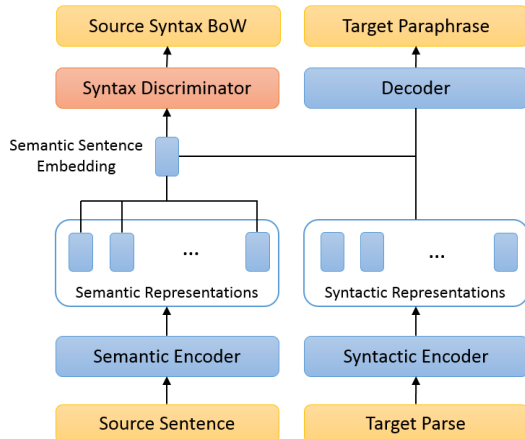 Source Syntax BoW
Target Paraphrase
Syntax Discriminator
Decoder
Semantic Sentence
Embedding
...
...
Semantic Representations
Syntactic Representations
Semantic Encoder
Syntactic Encoder
Source Sentence
Target Parse